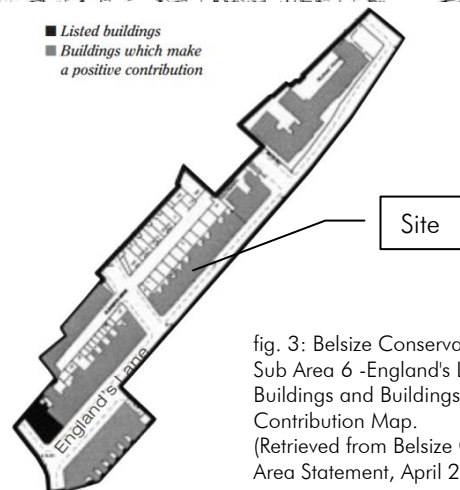 Listed buildings
Buildings which make
a positive contribution
Site
England's Lane
fig. 3: Belsize Conserva
Sub Area 6 -England's L
Buildings and Buildings
Contribution Map.
(Retrieved from Belsize
Area Statement, April 2